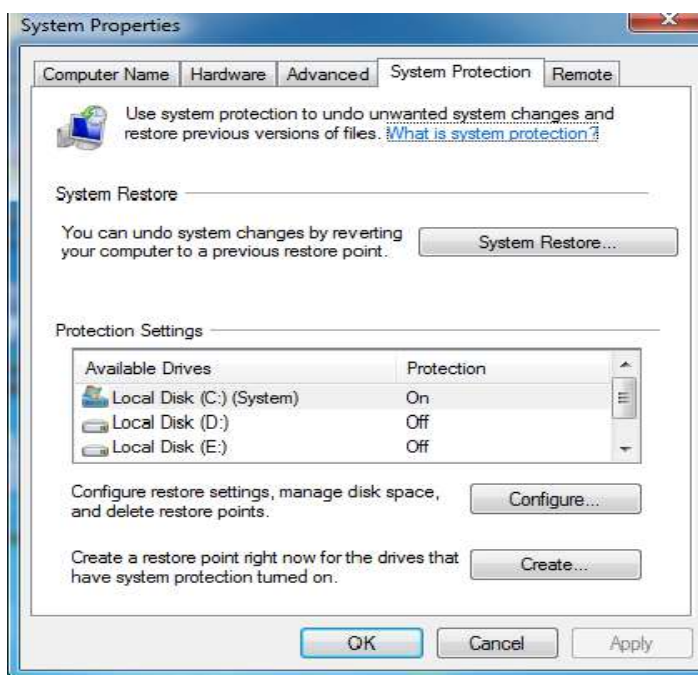 System Properties
Computer Name Hardware Advanced System Protection Remote
Use system protection to undo unwanted system changes and
restore previous versions of files. What is system protection?
System Restore
You can undo system changes by reverting
your computer to a previous restore point.
System Restore...
Protection Settings
Available Drives Protection
Local Disk (C:) (System) On
Local Disk (D:) Off
Local Disk (E:) Off
Configure restore settings, manage disk space,
and delete restore points.
Configure...
Create a restore point right now for the drives that
have system protection turned on.
Create...
OK Cancel Apply